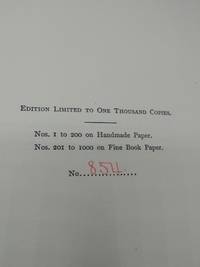 Edition Limited to One Thousand Copies.
Nos. 1 to 200 on Handmade Paper.
Nos. 201 to 1000 on Fine Book Paper.
No. 854